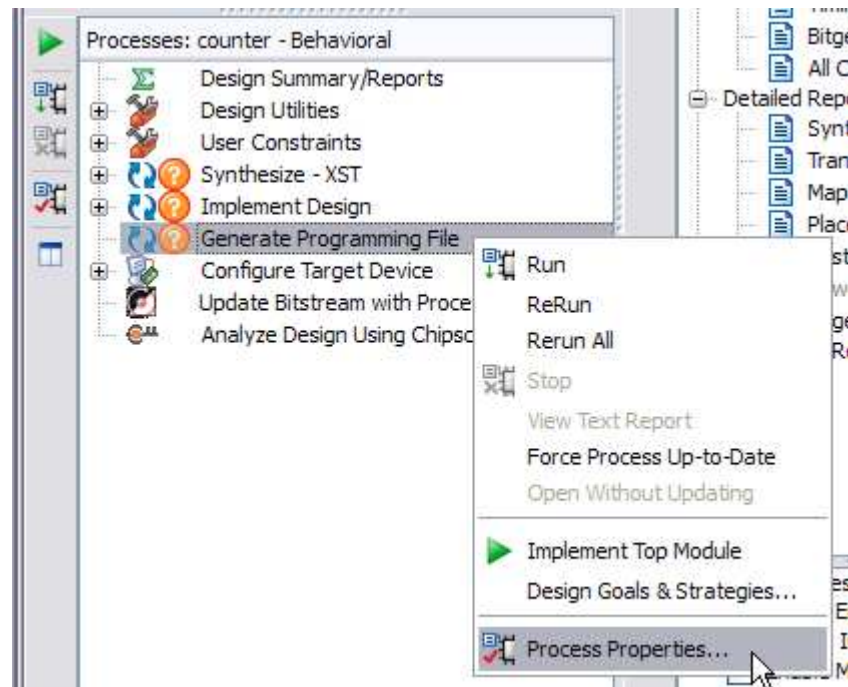 Processes: counter - Behavioral
Design Summary/Reports
Design Utilities
User Constraints
Synthesize - XST
Implement Design
Generate Programming File
Configure Target Device
Update Bitstream with Proce
Analyze Design Using Chipsc
Run
ReRun
Rerun All
Stop
View Text Report
Force Process Up-to-Date
Open Without Updating
Implement Top Module
Design Goals & Strategies...
Process Properties...
Bitge
All C
Detailed Repo
Synt
Tran
Map
Place